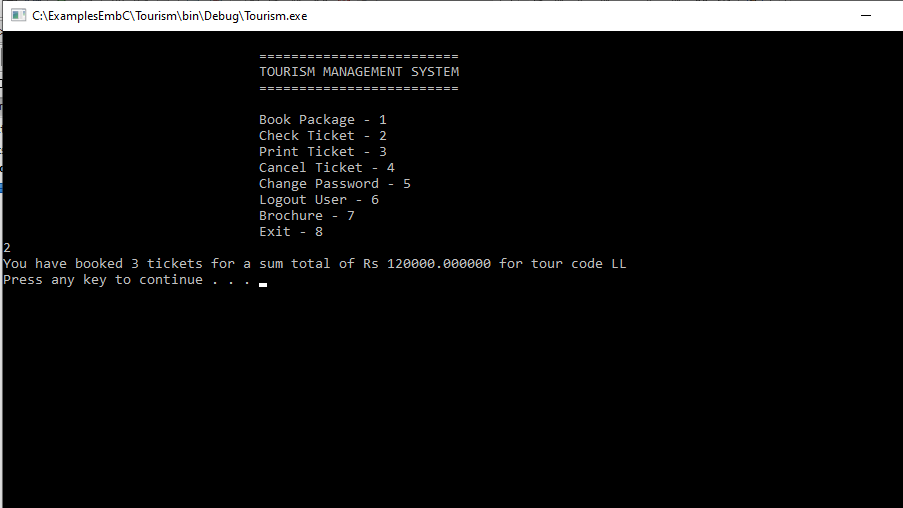 C:\ExamplesEmbC\Tourism\bin\Debug\Tourism.exe
=========================
TOURISM MANAGEMENT SYSTEM
=========================
Book Package - 1
Check Ticket - 2
Print Ticket - 3
Cancel Ticket - 4
Change Password - 5
Logout User - 6
Brochure - 7
Exit - 8
2
You have booked 3 tickets for a sum total of Rs 120000.000000 for tour code LL
Press any key to continue . . .